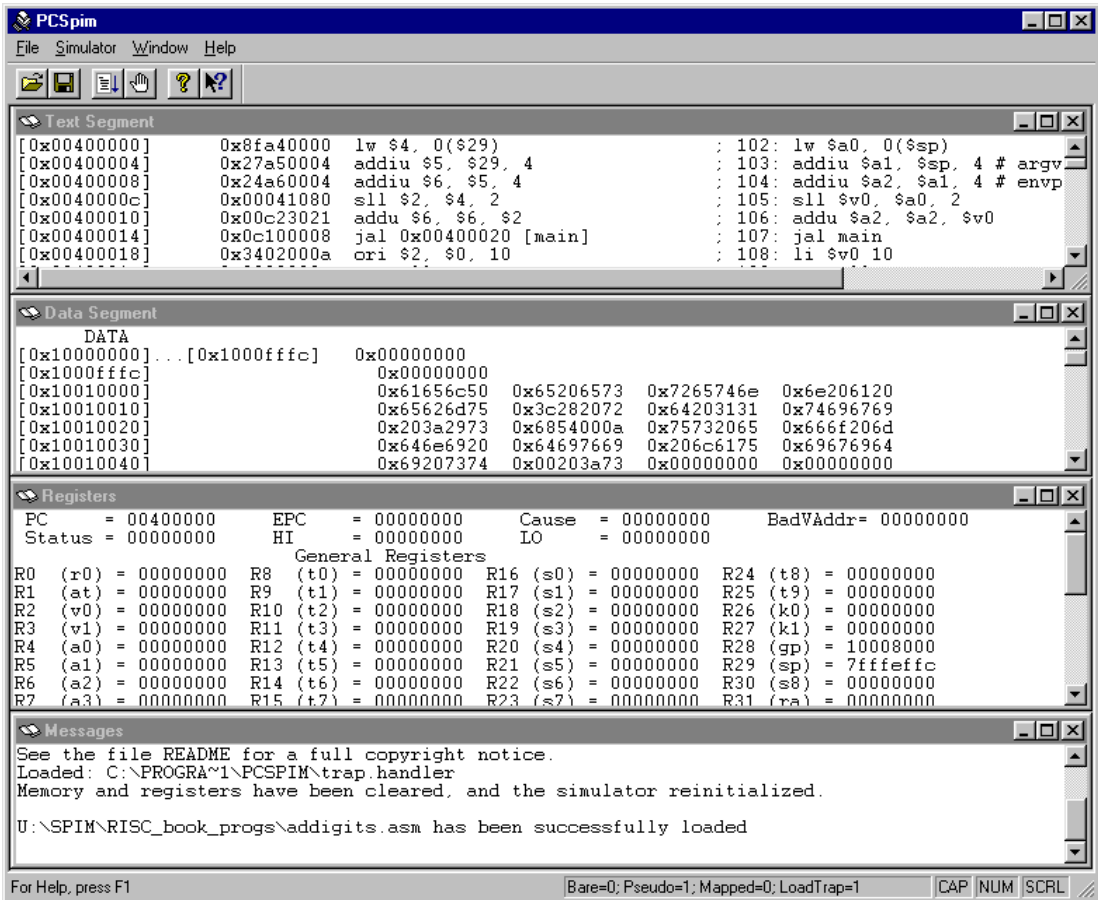 PCSpim
File Simulator Window Help
Text Segment
[0x00400000] 0x8fa40000 lw $4, 0($29) ; 102: lw $a0, 0($sp)
[0x00400004] 0x27a50004 addiu $5, $29, 4 ; 103: addiu $a1, $sp, 4 # argv
[0x00400008] 0x24a60004 addiu $6, $5, 4 ; 104: addiu $a2, $a1, 4 # envp
[0x0040000c] 0x00041080 sll $2, $4, 2 ; 105: sll $v0, $a0, 2
[0x00400010] 0x00c23021 addu $6, $6, $2 ; 106: addu $a2, $a2, $v0
[0x00400014] 0x0c100008 jal 0x00400020 [main] ; 107: jal main
[0x00400018] 0x3402000a ori $2, $0, 10 ; 108: li $v0 10
Data Segment
DATA
[0x10000000]...[0x1000fffc] 0x00000000
[0x1000fffc] 0x00000000
[0x10010000] 0x61656c50 0x65206573 0x7265746e 0x6e206120
[0x10010010] 0x65626d75 0x3c282072 0x64203131 0x74696769
[0x10010020] 0x203a2973 0x6854000a 0x75732065 0x666f206d
[0x10010030] 0x646e6920 0x64697669 0x206c6175 0x69676964
[0x10010040] 0x69207374 0x00203a73 0x00000000 0x00000000
Registers
PC = 00400000 EPC = 00000000 Cause = 00000000 BadVAddr= 00000000
Status = 00000000 HI = 00000000 LO = 00000000
General Registers
R0 (r0) = 00000000 R8 (t0) = 00000000 R16 (s0) = 00000000 R24 (t8) = 00000000
R1 (at) = 00000000 R9 (t1) = 00000000 R17 (s1) = 00000000 R25 (t9) = 00000000
R2 (v0) = 00000000 R10 (t2) = 00000000 R18 (s2) = 00000000 R26 (k0) = 00000000
R3 (v1) = 00000000 R11 (t3) = 00000000 R19 (s3) = 00000000 R27 (k1) = 00000000
R4 (a0) = 00000000 R12 (t4) = 00000000 R20 (s4) = 00000000 R28 (gp) = 10008000
R5 (a1) = 00000000 R13 (t5) = 00000000 R21 (s5) = 00000000 R29 (sp) = 7fffeffc
R6 (a2) = 00000000 R14 (t6) = 00000000 R22 (s6) = 00000000 R30 (s8) = 00000000
R7 (a3) = 00000000 R15 (t7) = 00000000 R23 (s7) = 00000000 R31 (ra) = 00000000
Messages
See the file README for a full copyright notice.
Loaded: C:\PROGRA~1\PCSPIM\trap.handler
Memory and registers have been cleared, and the simulator reinitialized.
U:\SPIM\RISC_book_progs\addigits.asm has been successfully loaded
For Help, press F1 Bare=0; Pseudo=1; Mapped=0; LoadTrap=1 CAP NUM SCRL